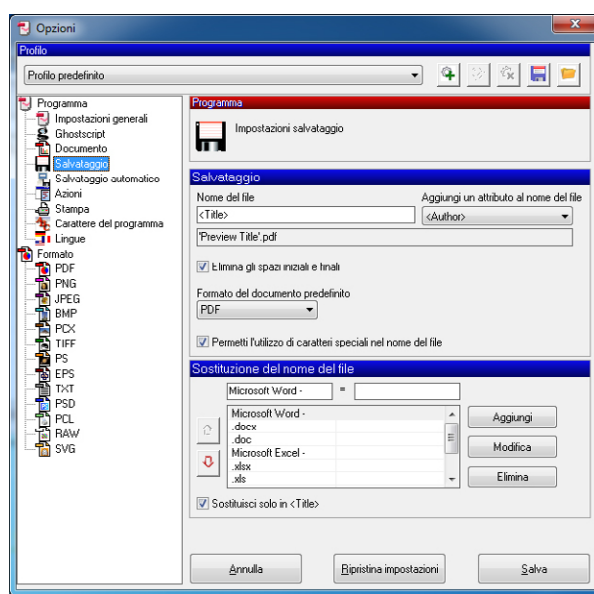 Opzioni
Profilo
Profilo predefinito
Programma
Impostazioni generali
Ghostscript
Documento
Salvataggio
Salvataggio automatico
Azioni
Stampa
Carattere del programma
Lingue
Formato
PDF
PNG
JPEG
BMP
PCX
TIFF
PS
EPS
TXT
PSD
PCL
RAW
SVG
Programma
Impostazioni salvataggio
Salvataggio
Nome del file Aggiungi un attributo al nome del file
<Title> <Author>
'Preview Title'.pdf
Elimina gli spazi iniziali e finali
Formato del documento predefinito
PDF
Permetti l'utilizzo di caratteri speciali nel nome del file
Sostituzione del nome del file
Microsoft Word - =
Microsoft Word -
.docx
.doc
Microsoft Excel -
.xlsx
.xls
Aggiungi
Modifica
Elimina
Sostituisci solo in <Title>
Annulla Ripristina impostazioni Salva